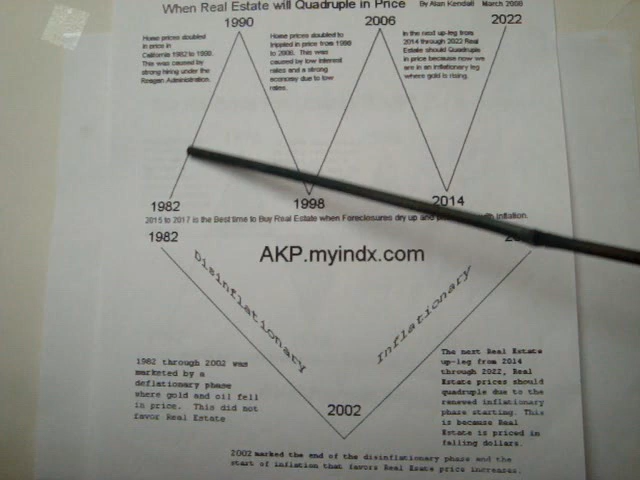 When Real Estate will Quadruple in Price By Alan Kendall March 2008
1990 2006 2022
Home prices doubled
in price in
California 1982 to 1990.
This was caused by
strong hiring under the
Reagan Administration.
Home prices doubled to
trippled in price from 1998
to 2006. This was
caused by low interest
rates and a strong
economy due to low
rates.
In the next up-leg from
2014 through 2022 Real
Estate should Quadruple
in price because now we
are in an inflationary leg
where gold is rising.
1982 1998 2014
2015 to 2017 is the Best time to Buy Real Estate when Foreclosures dry up and inflation.
1982
AKP.myindx.com
Disinflationary
Inflationary
1982 through 2002 was
marketed by a
deflationary phase
where gold and oil fell
in price. This did not
favor Real Estate
The next Real Estate
up-leg from 2014
through 2022, Real
Estate prices should
quadruple due to the
renewed inflationary
phase starting. This
is because Real
Estate is priced in
falling dollars.
2002
2002 marked the end of the disinflationary phase and the
start of inflation that favors Real Esate price increases.